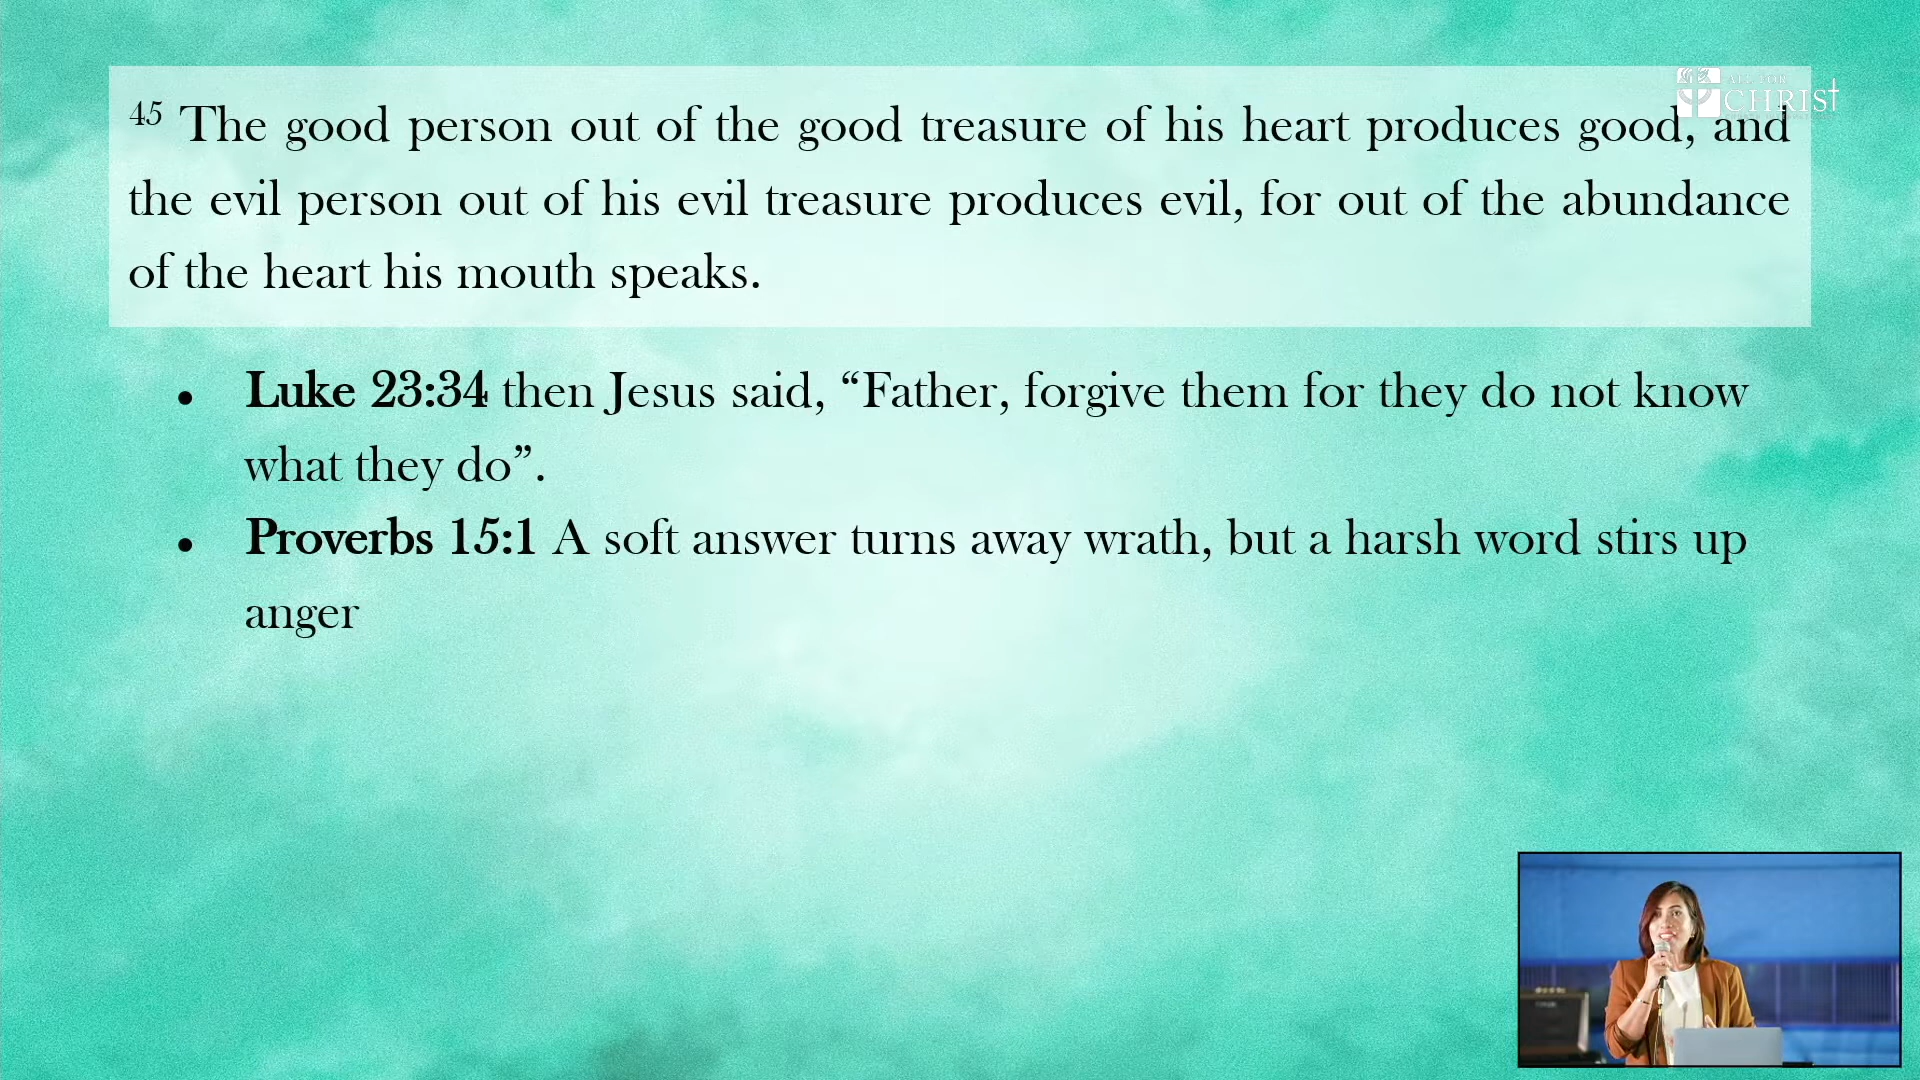 ALL FOR
CHRIST
45 The good person out of the good treasure of his heart produces good, and
the evil person out of his evil treasure produces evil, for out of the abundance
of the heart his mouth speaks.
• Luke 23:34 then Jesus said, “Father, forgive them for they do not know
what they do”.
• Proverbs 15:1 A soft answer turns away wrath, but a harsh word stirs up
anger